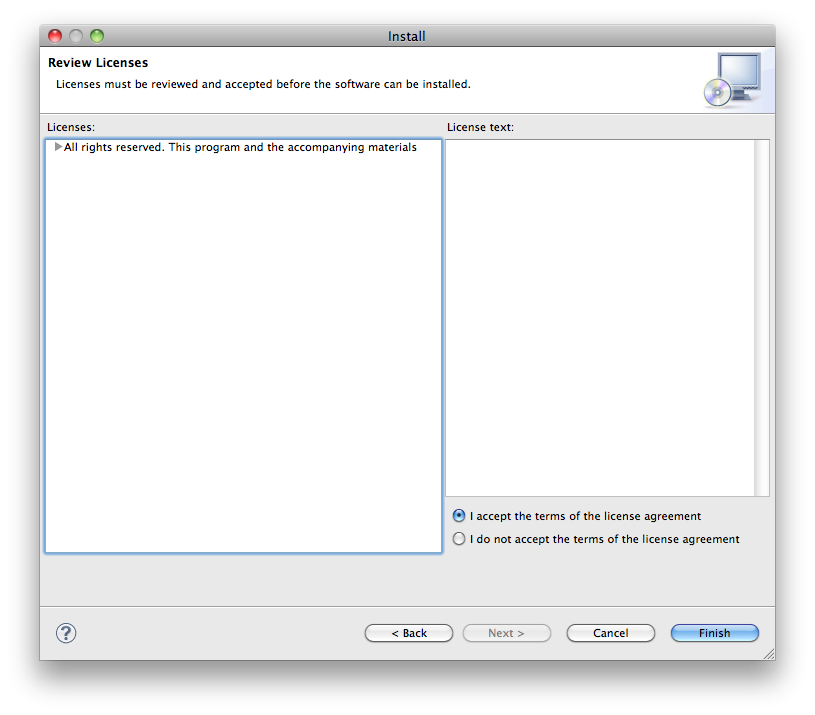 Install
Review Licenses
Licenses must be reviewed and accepted before the software can be installed.
Licenses:
License text:
All rights reserved. This program and the accompanying materials
I accept the terms of the license agreement
I do not accept the terms of the license agreement
?
< Back
Next >
Cancel
Finish